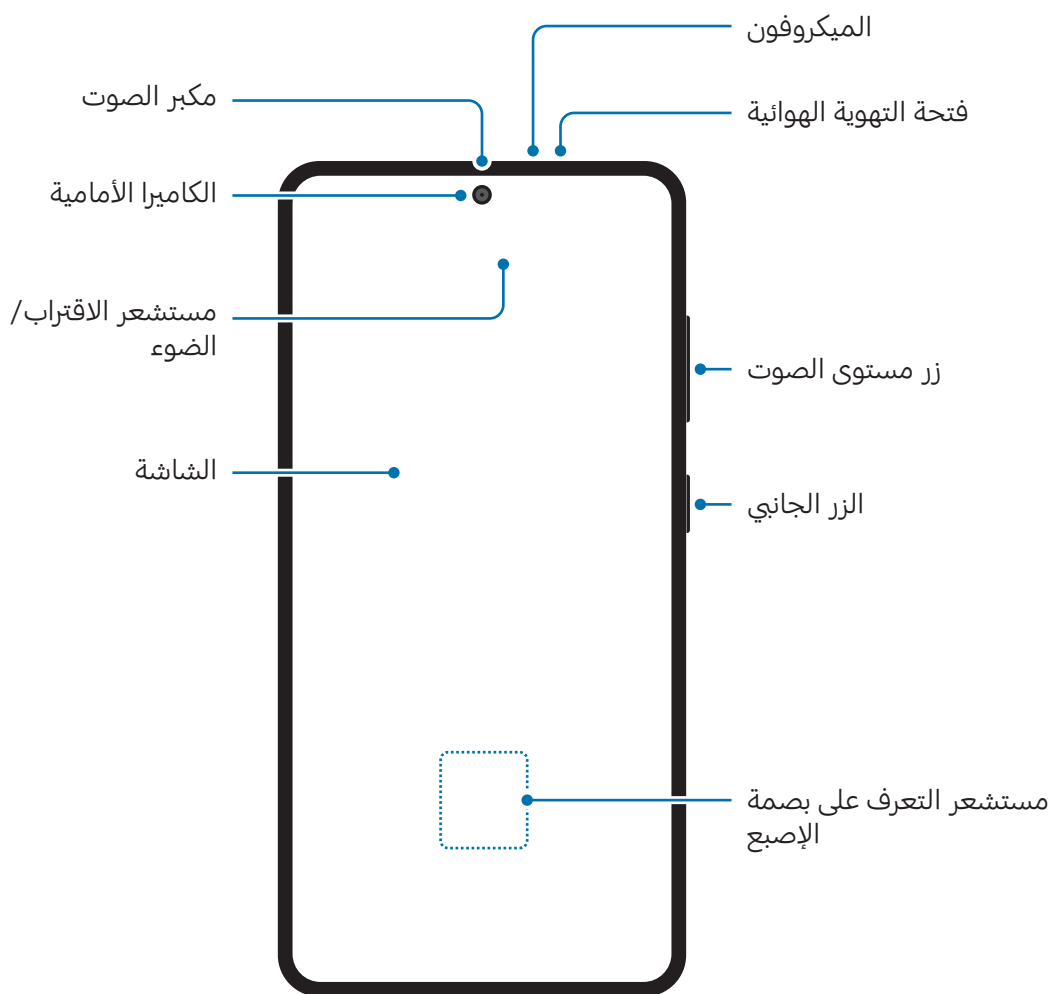 الميكروفون
فتحة التهوية الهوائية
مكبر الصوت
الكاميرا الأمامية
مستشعر الاقتراب/
الضوء
زر مستوى الصوت
الشاشة
الزر الجانبي
مستشعر التعرف على بصمة
الإصبع